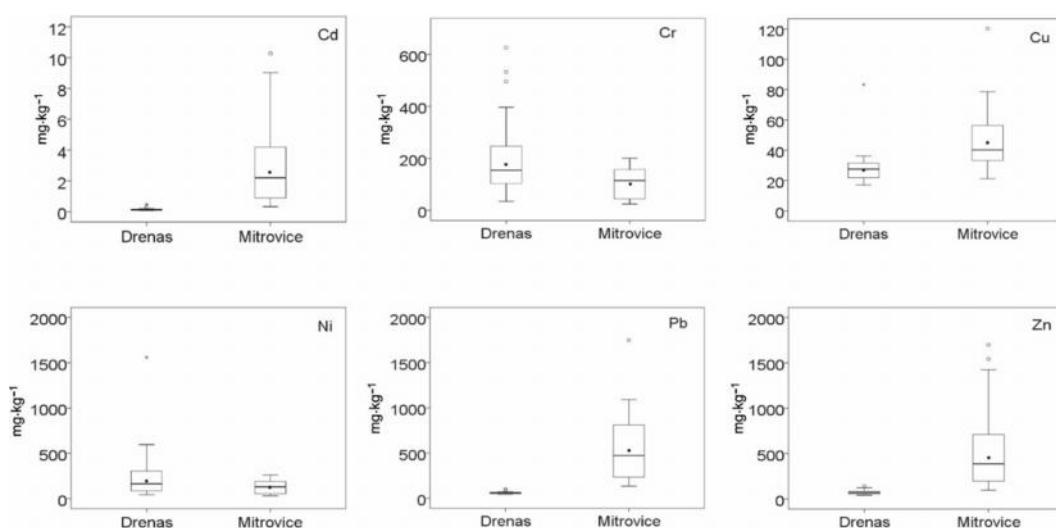 Cd
12
10
8
6
4
2
0
mg·kg⁻¹
Drenas Mitrovice
Cr
600
400
200
0
mg·kg⁻¹
Drenas Mitrovice
Cu
120
100
80
60
40
20
0
mg·kg⁻¹
Drenas Mitrovice
Ni
2000
1500
1000
500
0
mg·kg⁻¹
Drenas Mitrovice
Pb
2000
1500
1000
500
0
mg·kg⁻¹
Drenas Mitrovice
Zn
2000
1500
1000
500
0
mg·kg⁻¹
Drenas Mitrovice